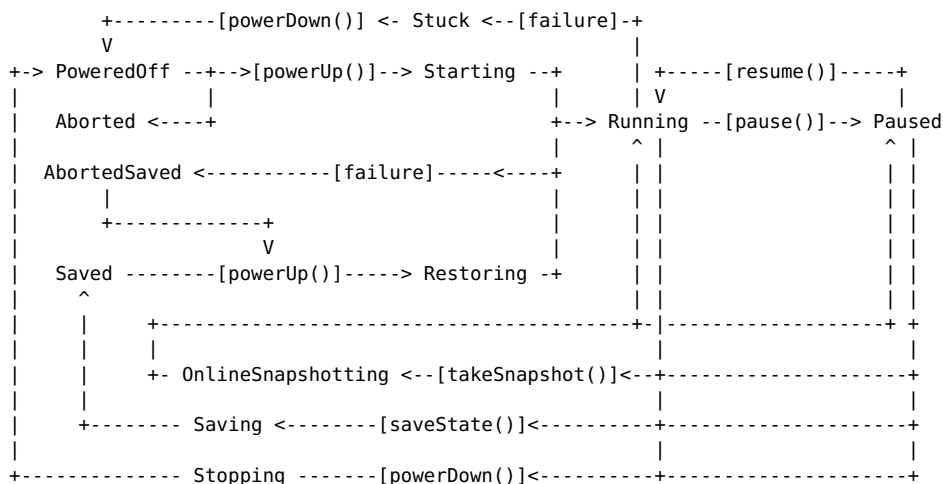 +---------[powerDown()] <- Stuck <--[failure]-+
V |
+-> PoweredOff --+-->[powerUp()]--> Starting --+ | +-----[resume()]-----+
| | | | V |
| Aborted <----+ +--> Running --[pause()]--> Paused
| | ^ | ^ |
| AbortedSaved <-----------[failure]-----<----+ | | | |
| | | | | | |
| +-------------+ | | | | |
| V | | | | |
| Saved --------[powerUp()]-----> Restoring -+ | | | |
| ^ | | | |
| | +-----------------------------------------+-|-------------------+ +
| | | | |
| | +- OnlineSnapshotting <--[takeSnapshot()]<--+---------------------+
| | | |
| +-------- Saving <--------[saveState()]<----------+---------------------+
| | |
+-------------- Stopping -------[powerDown()]<----------+---------------------+